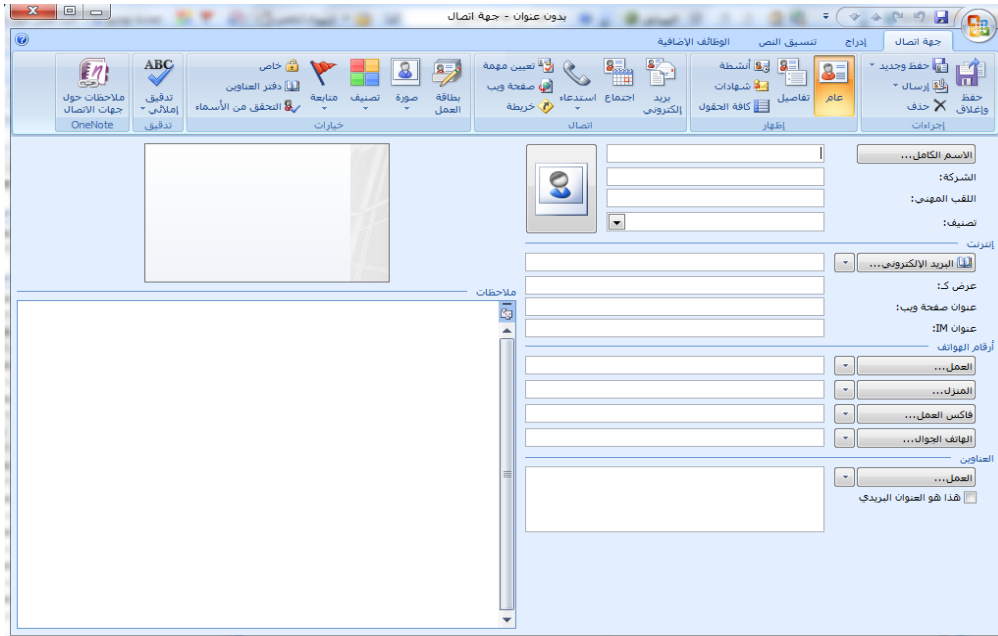 بدون عنوان - جهة اتصال
جهة اتصال
إدراج
تنسيق النص
الوظائف الإضافية
حفظ وإغلاق
حفظ وجديد
إرسال
حذف
إجراءات
عام
تفاصيل
أنشطة
شهادات
كافة الحقول
إظهار
بريد إلكتروني
اجتماع
استدعاء
تعيين مهمة
صفحة ويب
خريطة
اتصال
بطاقة العمل
صورة
تصنيف
متابعة
خاص
دفتر العناوين
التحقق من الأسماء
خيارات
ABC
تدقيق إملائي
تدقيق
ملاحظات حول جهات الاتصال
OneNote
الاسم الكامل...
الشركة:
اللقب المهني:
تصنيف:
إنترنت
البريد الإلكتروني...
عرض كـ:
عنوان صفحة ويب:
عنوان IM:
أرقام الهواتف
العمل...
المنزل...
فاكس العمل...
الهاتف الجوال...
العناوين
العمل...
هذا هو العنوان البريدي
ملاحظات